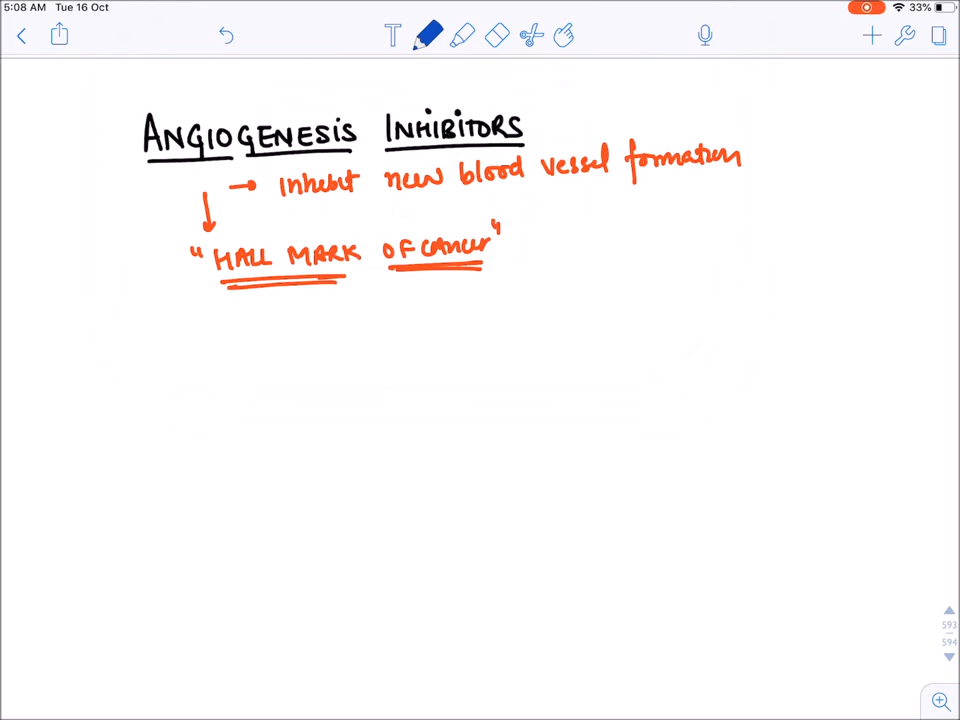 5:08 AM Tue 16 Oct
33%
T
ANGIOGENESIS INHIBITORS
→ Inhibit new blood vessel formation
↓
"HALL MARK OF CANCER"
593
594